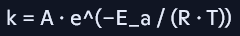 k = A · e^(−E_a / (R · T))